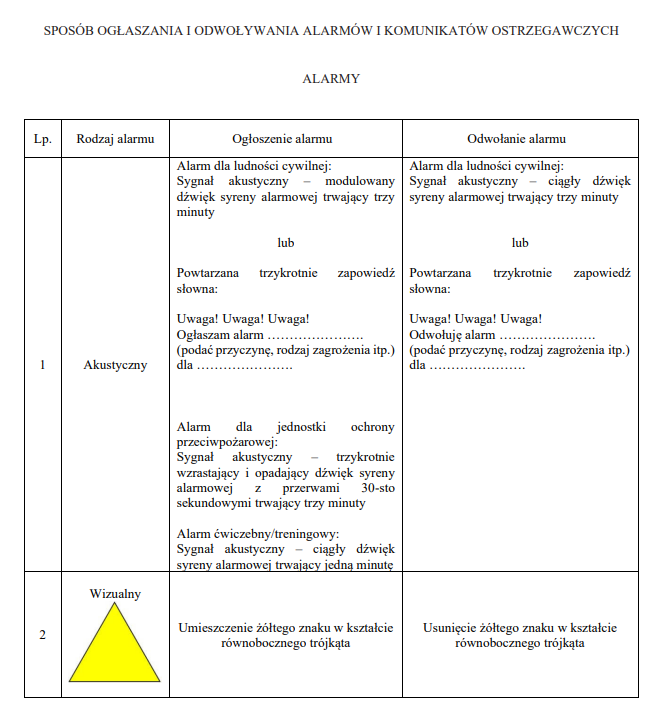 SPOSÓB OGŁASZANIA I ODWOŁYWANIA ALARMÓW I KOMUNIKATÓW OSTRZEGAWCZYCH
ALARMY
Lp.
Rodzaj alarmu
Ogłoszenie alarmu
Odwołanie alarmu
1
Akustyczny
Alarm dla ludności cywilnej:
Sygnał akustyczny – modulowany
dźwięk syreny alarmowej trwający trzy
minuty
lub
Powtarzana trzykrotnie zapowiedź
słowna:
Uwaga! Uwaga! Uwaga!
Ogłaszam alarm ………………….
(podać przyczynę, rodzaj zagrożenia itp.)
dla ………………….
Alarm dla jednostki ochrony
przeciwpożarowej:
Sygnał akustyczny – trzykrotnie
wzrastający i opadający dźwięk syreny
alarmowej z przerwami 30-sto
sekundowymi trwający trzy minuty
Alarm ćwiczebny/treningowy:
Sygnał akustyczny – ciągły dźwięk
syreny alarmowej trwający jedną minutę
Alarm dla ludności cywilnej:
Sygnał akustyczny – ciągły dźwięk
syreny alarmowej trwający trzy minuty
lub
Powtarzana trzykrotnie zapowiedź
słowna:
Uwaga! Uwaga! Uwaga!
Odwołuję alarm ………………….
(podać przyczynę, rodzaj zagrożenia itp.)
dla ………………….
2
Wizualny
Umieszczenie żółtego znaku w kształcie
równobocznego trójkąta
Usunięcie żółtego znaku w kształcie
równobocznego trójkąta